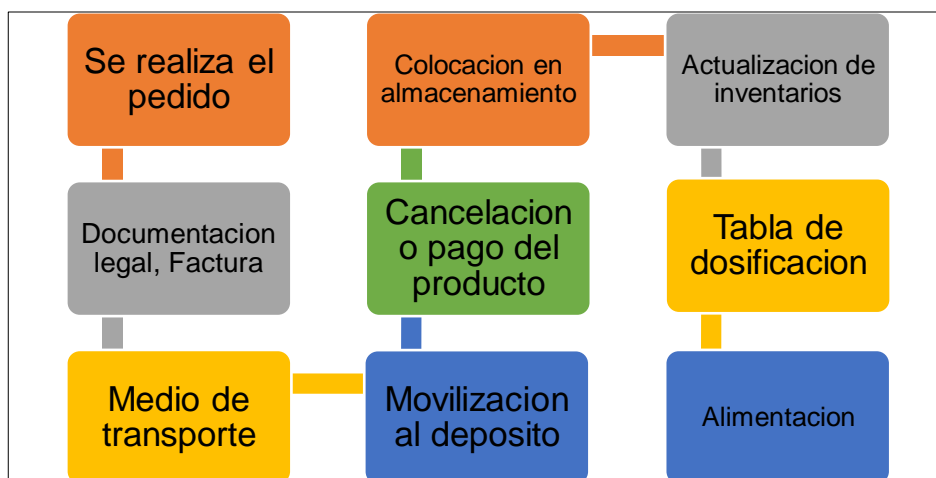 Se realiza el
pedido
Documentacion
legal, Factura
Medio de
transporte
Movilizacion
al deposito
Cancelacion
o pago del
producto
Colocacion en
almacenamiento
Actualizacion de
inventarios
Tabla de
dosificacion
Alimentacion